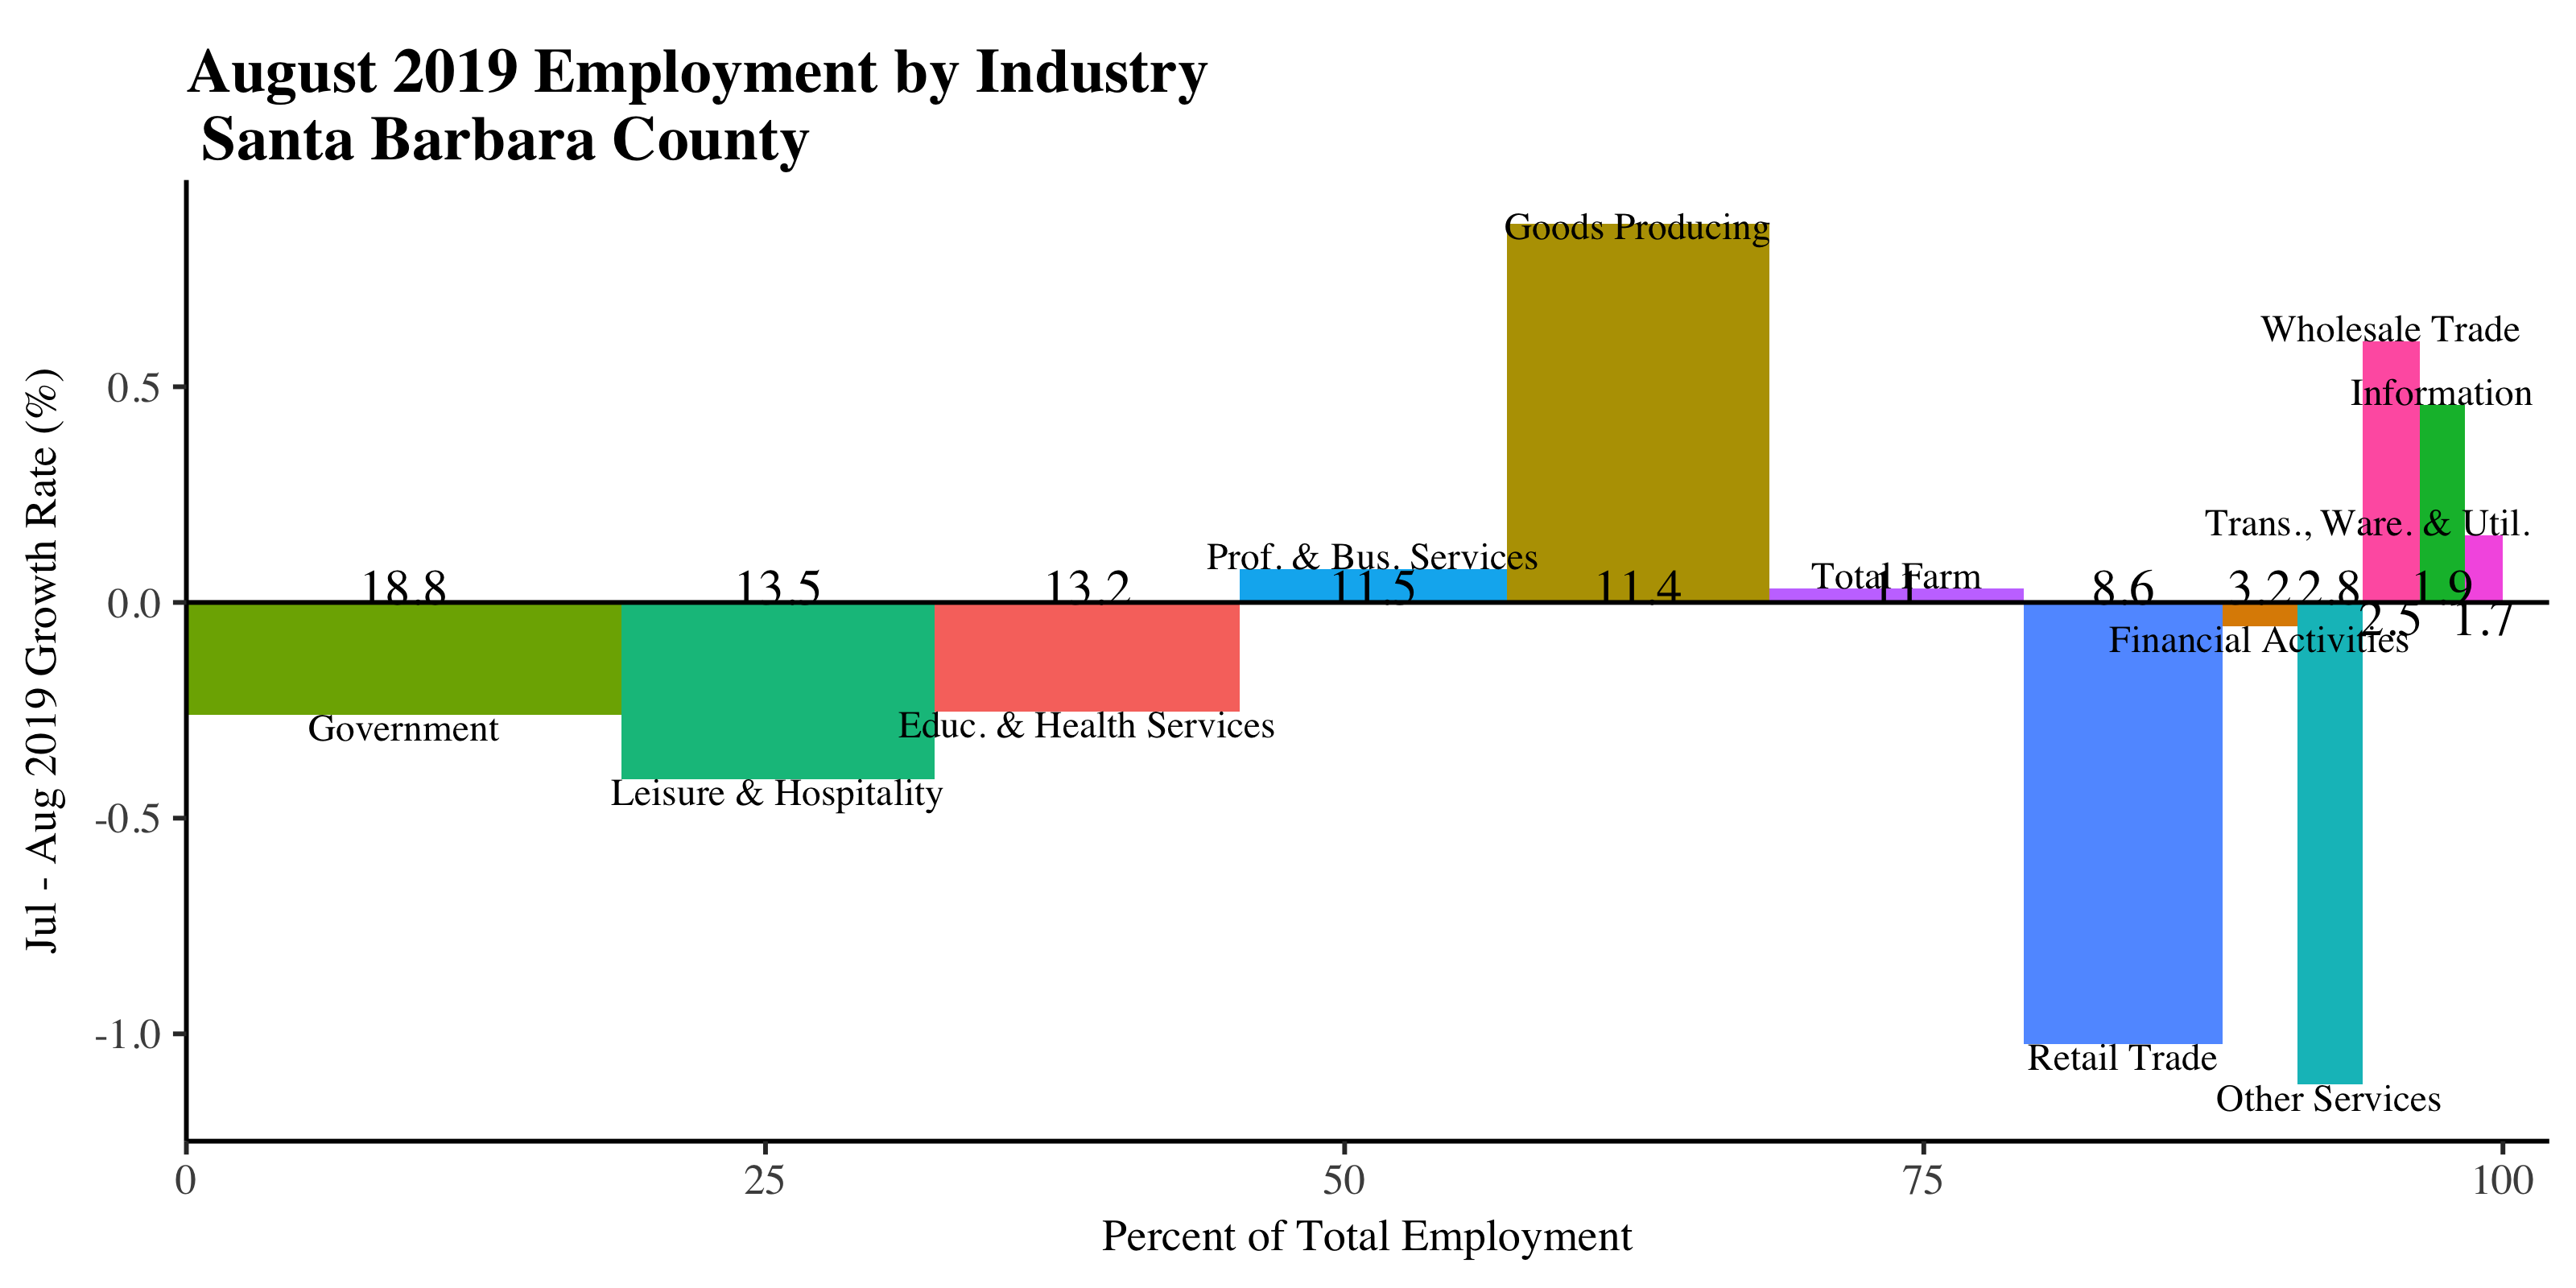 August 2019 Employment by Industry
Santa Barbara County
Goods Producing
Wholesale Trade
0.5
Information
Trans., Ware. & Util.
Prof. & Bus. Services
Total Farm
0.0
18.8
13.5
13.2
11.5
11.4
11
8.6
3.2
2.8
1.9
2.5
1.7
Financial Activities
Government
Educ. & Health Services
Leisure & Hospitality
-0.5
-1.0
Retail Trade
Other Services
Jul - Aug 2019 Growth Rate (%)
0 25 50 75 100
Percent of Total Employment